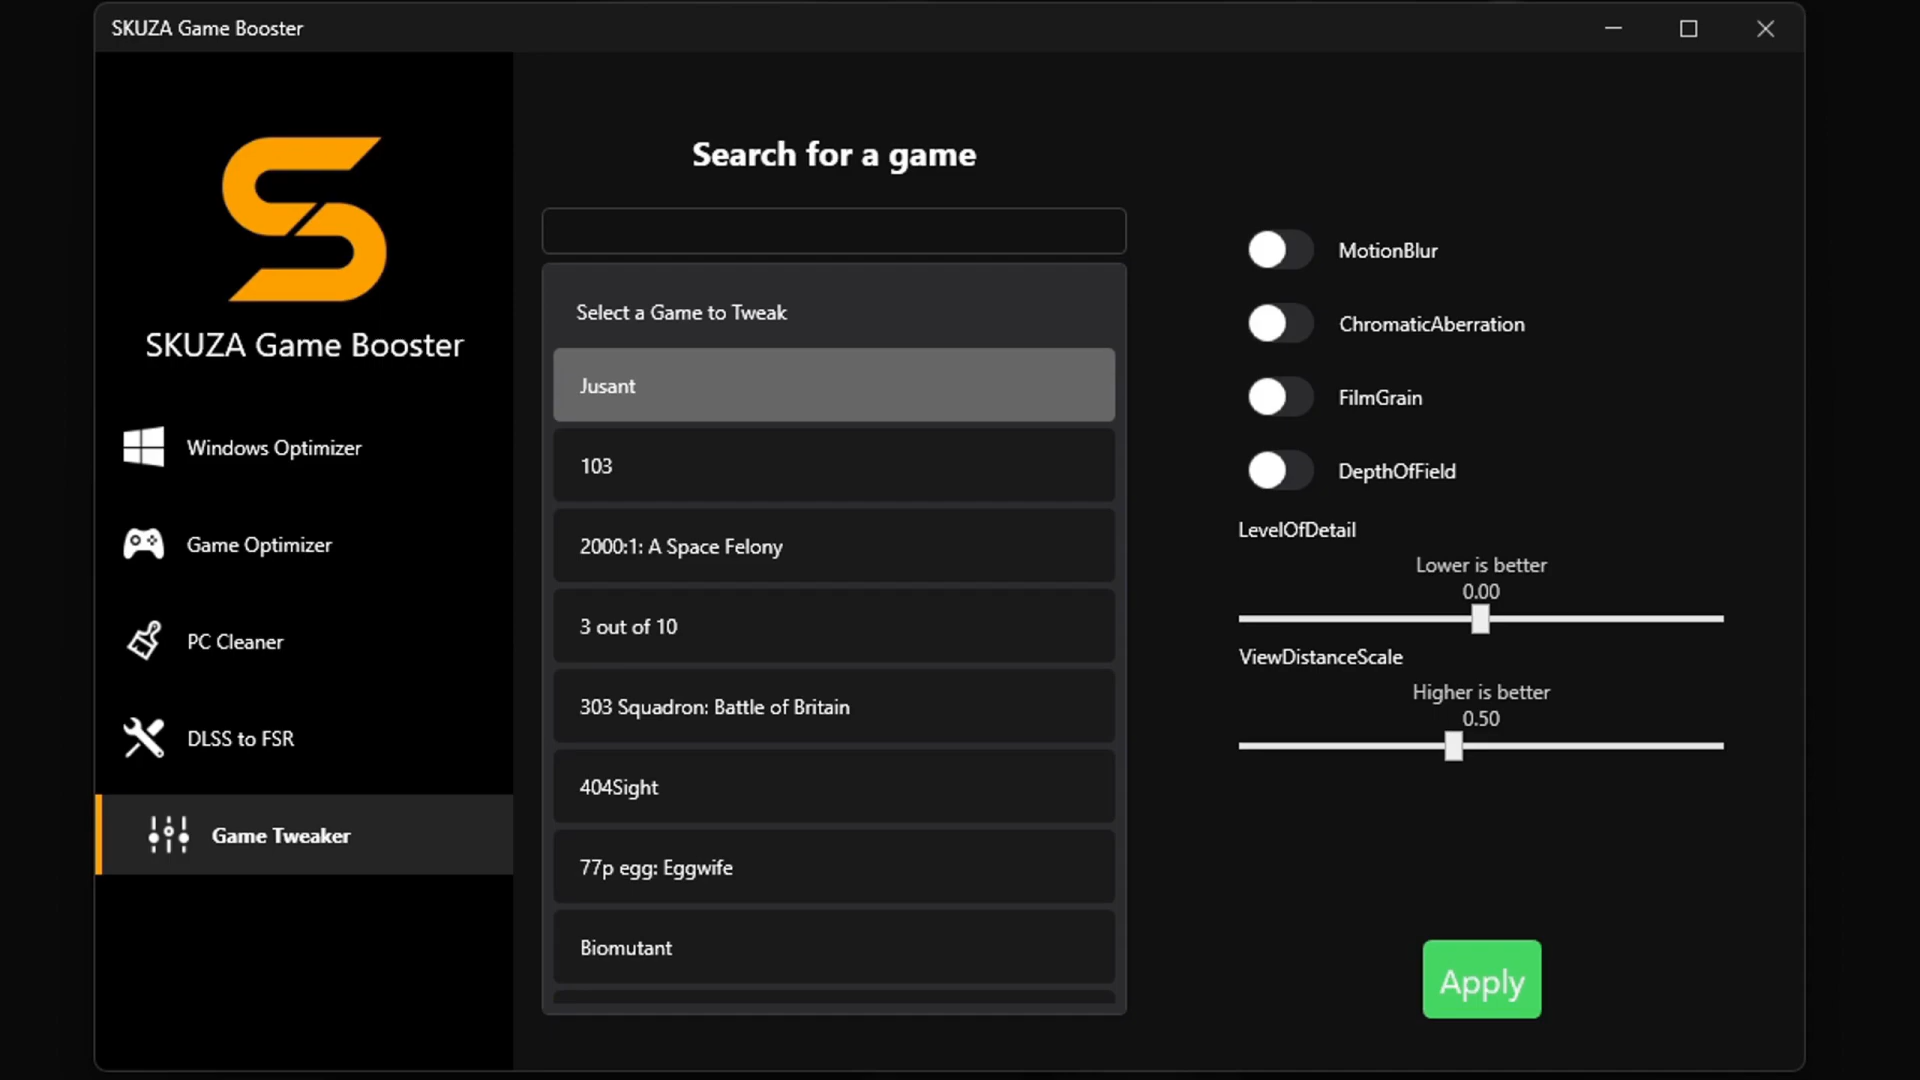 SKUZA Game Booster
SKUZA Game Booster
Windows Optimizer
Game Optimizer
PC Cleaner
DLSS to FSR
Game Tweaker
Search for a game
Select a Game to Tweak
Jusant
103
2000:1: A Space Felony
3 out of 10
303 Squadron: Battle of Britain
404Sight
77p egg: Eggwife
Biomutant
MotionBlur
ChromaticAberration
FilmGrain
DepthOfField
LevelOfDetail
Lower is better
0.00
ViewDistanceScale
Higher is better
0.50
Apply